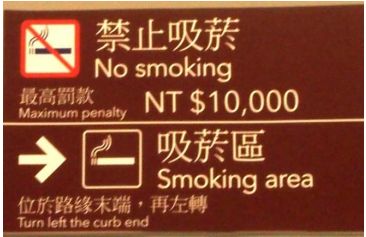 禁止吸菸
No smoking
最高罰款
Maximum penalty NT $10,000
吸菸區
Smoking area
位於路緣末端，再左轉
Turn left the curb end